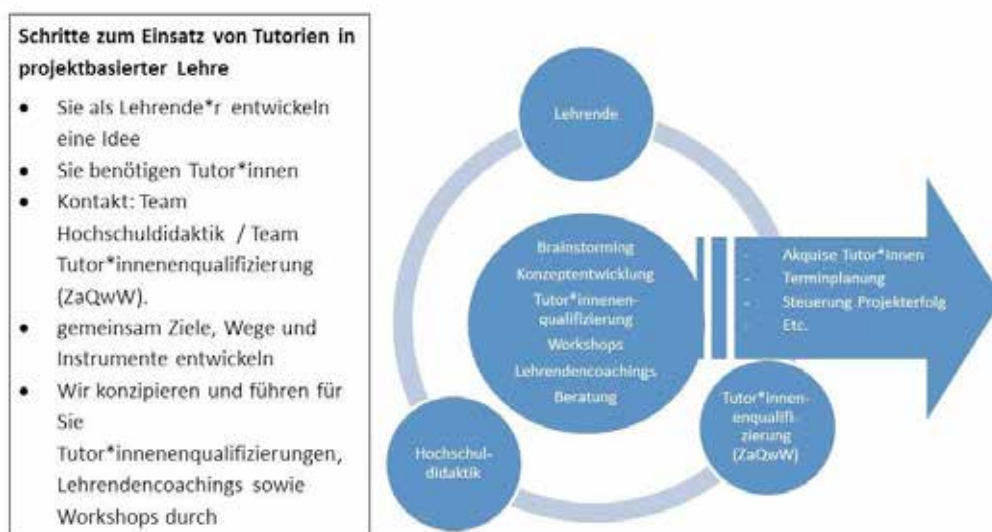 Schritte zum Einsatz von Tutorien in
projektbasierter Lehre
• Sie als Lehrende*r entwickeln
eine Idee
• Sie benötigen Tutor*innen
• Kontakt: Team
Hochschuldidaktik / Team
Tutor*innenenqualifizierung
(ZaQwW).
• gemeinsam Ziele, Wege und
Instrumente entwickeln
• Wir konzipieren und führen für
Sie
Tutor*innenenqualifizierungen,
Lehrendencoachings sowie
Workshops durch
Lehrende
Brainstorming
Konzeptentwicklung
Tutor*innenen-
qualifizierung
Workshops
Lehrendencoachings
Beratung
- Akquise Tutor*innen
- Terminplanung
- Steuerung Projekterfolg
- Etc.
Hochschul-
didaktik
Tutor*innen-
enqualifi-
zierung
(ZaQwW)